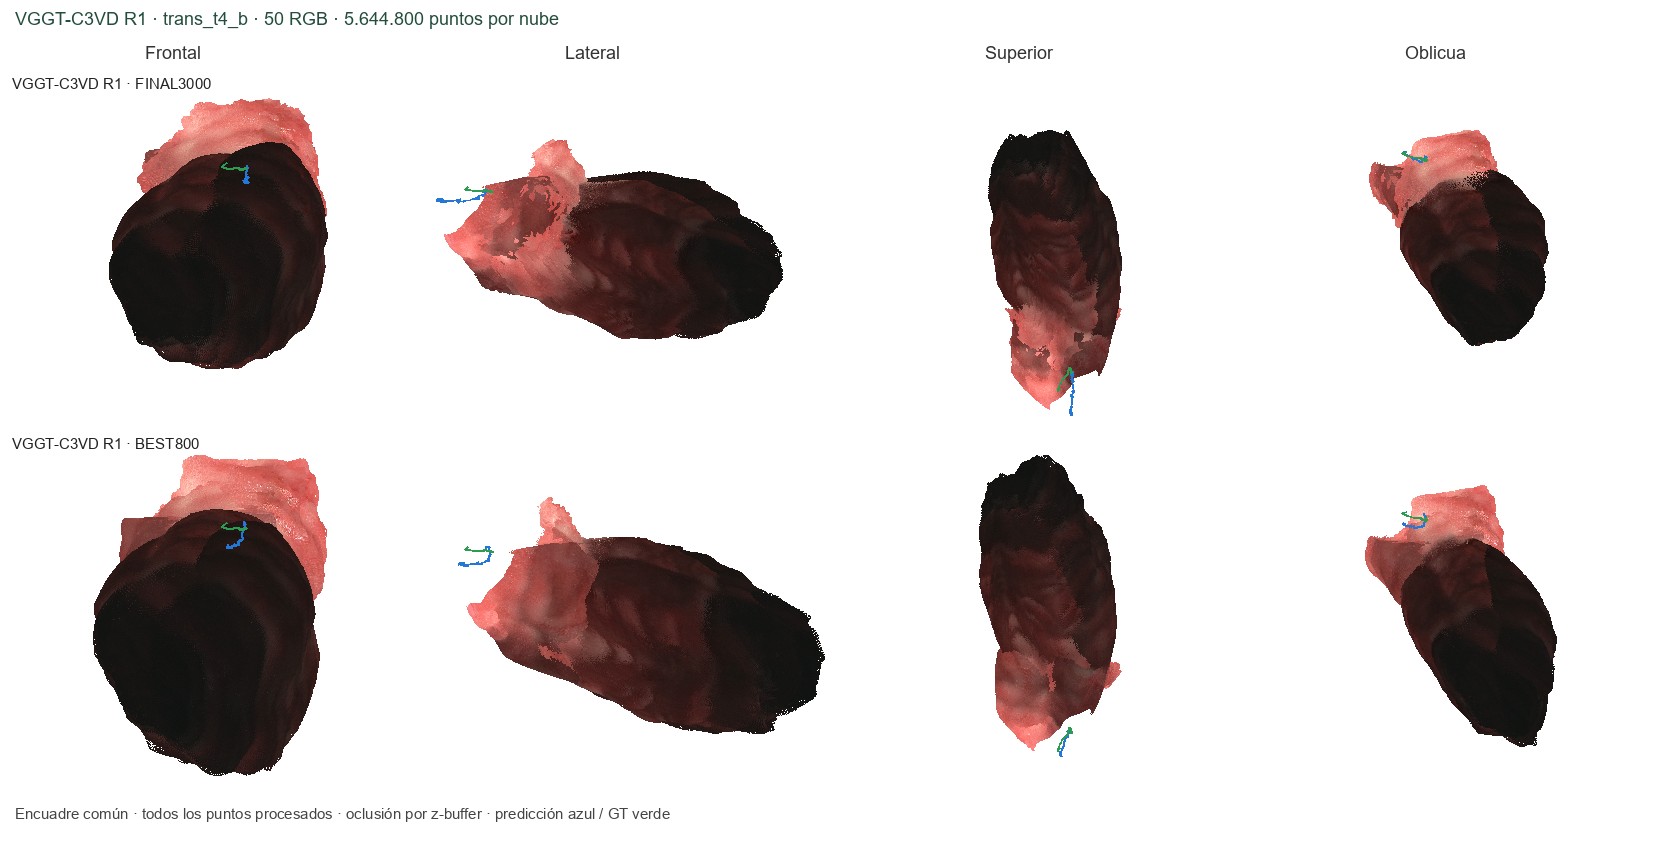 VGGT-C3VD R1 · trans_t4_b · 50 RGB · 5.644.800 puntos por nube
Frontal Lateral Superior Oblicua
VGGT-C3VD R1 · FINAL3000
VGGT-C3VD R1 · BEST800
Encuadre común · todos los puntos procesados · oclusión por z-buffer · predicción azul / GT verde